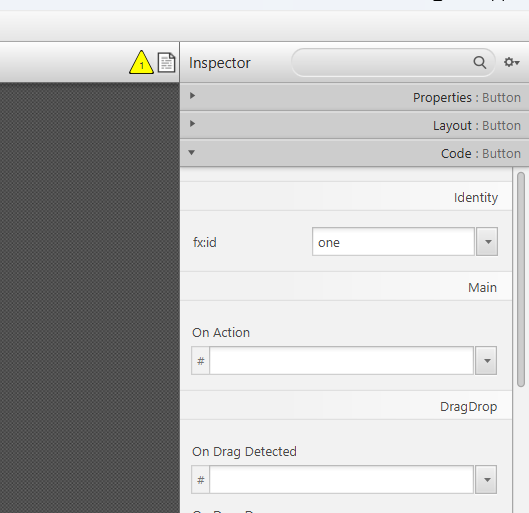 1
Inspector
Properties : Button
Layout : Button
Code : Button
Identity
fx:id
one
Main
On Action
#
DragDrop
On Drag Detected
#